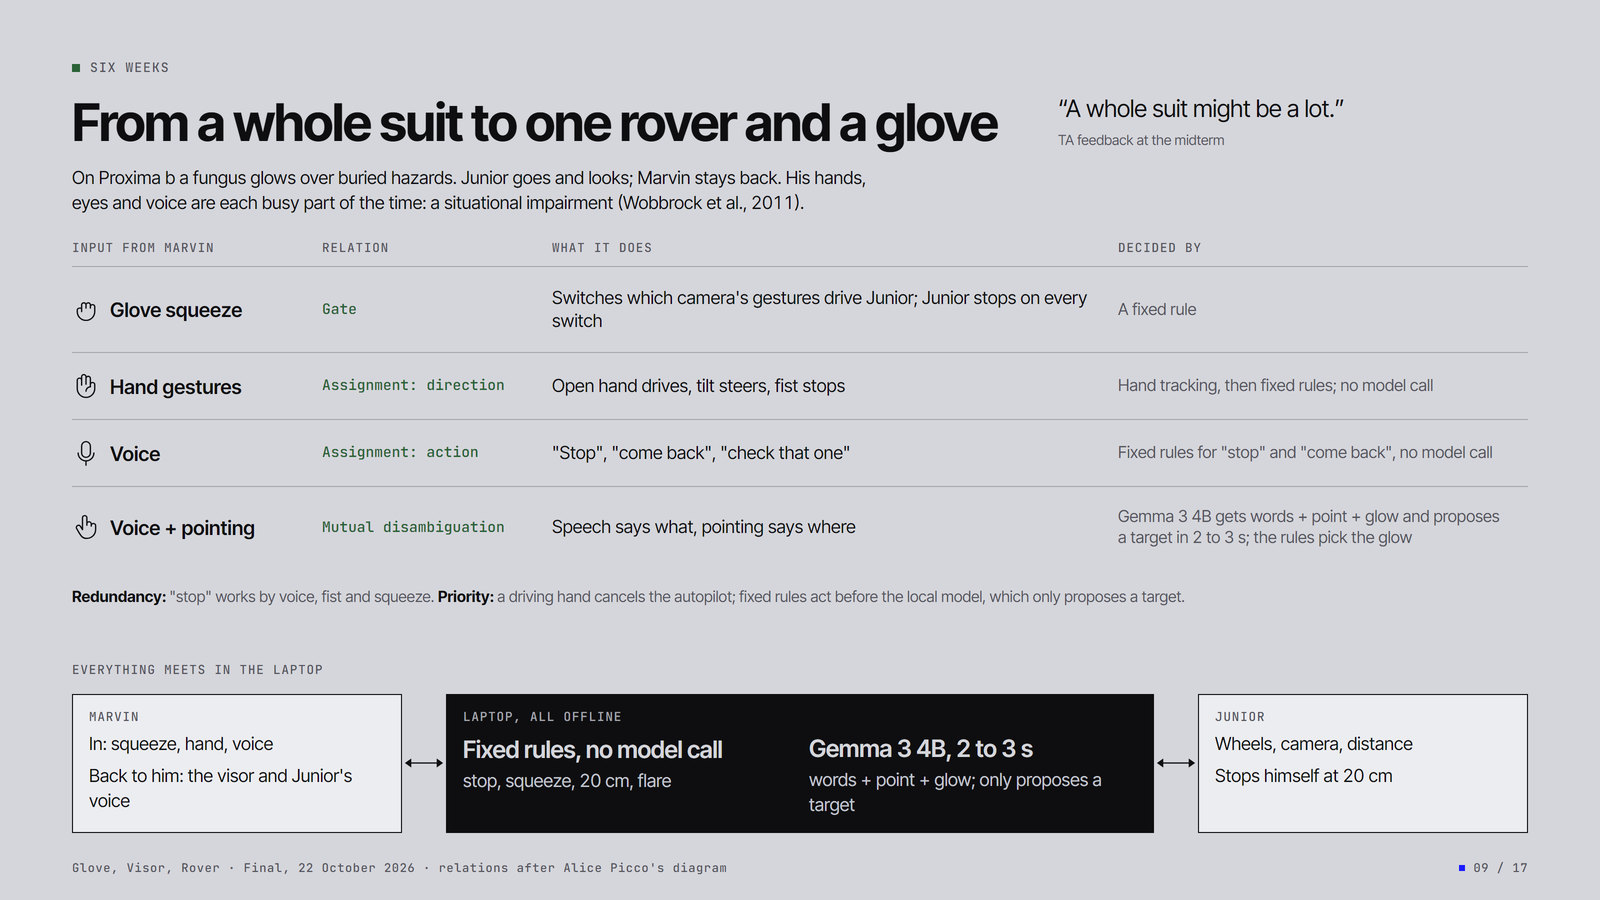 SIX WEEKS
From a whole suit to one rover and a glove
“A whole suit might be a lot.”
TA feedback at the midterm
On Proxima b a fungus glows over buried hazards. Junior goes and looks; Marvin stays back. His hands,
eyes and voice are each busy part of the time: a situational impairment (Wobbrock et al., 2011).
INPUT FROM MARVIN RELATION WHAT IT DOES DECIDED BY
Glove squeeze
Gate
Switches which camera's gestures drive Junior; Junior stops on every
switch
A fixed rule
Hand gestures
Assignment: direction
Open hand drives, tilt steers, fist stops
Hand tracking, then fixed rules; no model call
Voice
Assignment: action
"Stop", "come back", "check that one"
Fixed rules for "stop" and "come back", no model call
Voice + pointing
Mutual disambiguation
Speech says what, pointing says where
Gemma 3 4B gets words + point + glow and proposes
a target in 2 to 3 s; the rules pick the glow
Redundancy: "stop" works by voice, fist and squeeze. Priority: a driving hand cancels the autopilot; fixed rules act before the local model, which only proposes a target.
EVERYTHING MEETS IN THE LAPTOP
MARVIN
In: squeeze, hand, voice
Back to him: the visor and Junior's
voice
LAPTOP, ALL OFFLINE
Fixed rules, no model call
stop, squeeze, 20 cm, flare
Gemma 3 4B, 2 to 3 s
words + point + glow; only proposes a
target
JUNIOR
Wheels, camera, distance
Stops himself at 20 cm
Glove, Visor, Rover · Final, 22 October 2026 · relations after Alice Picco's diagram
09 / 17